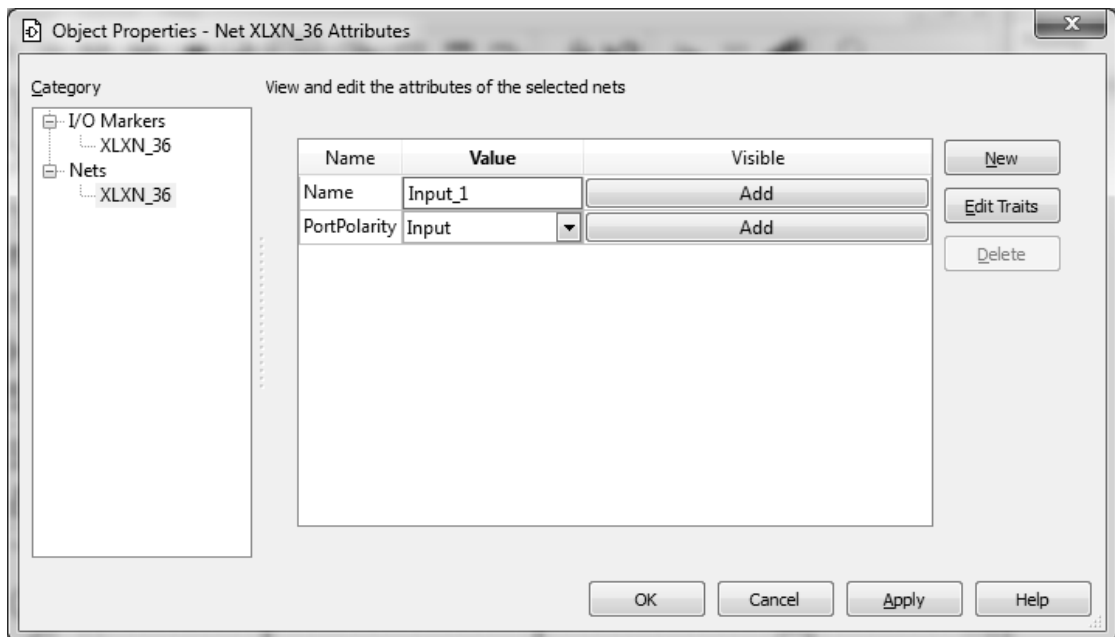 Object Properties - Net XLXN_36 Attributes
x
Category
View and edit the attributes of the selected nets
I/O Markers
XLXN_36
Nets
XLXN_36
Name Value Visible
Name Input_1 Add
PortPolarity Input Add
New
Edit Traits
Delete
OK Cancel Apply Help